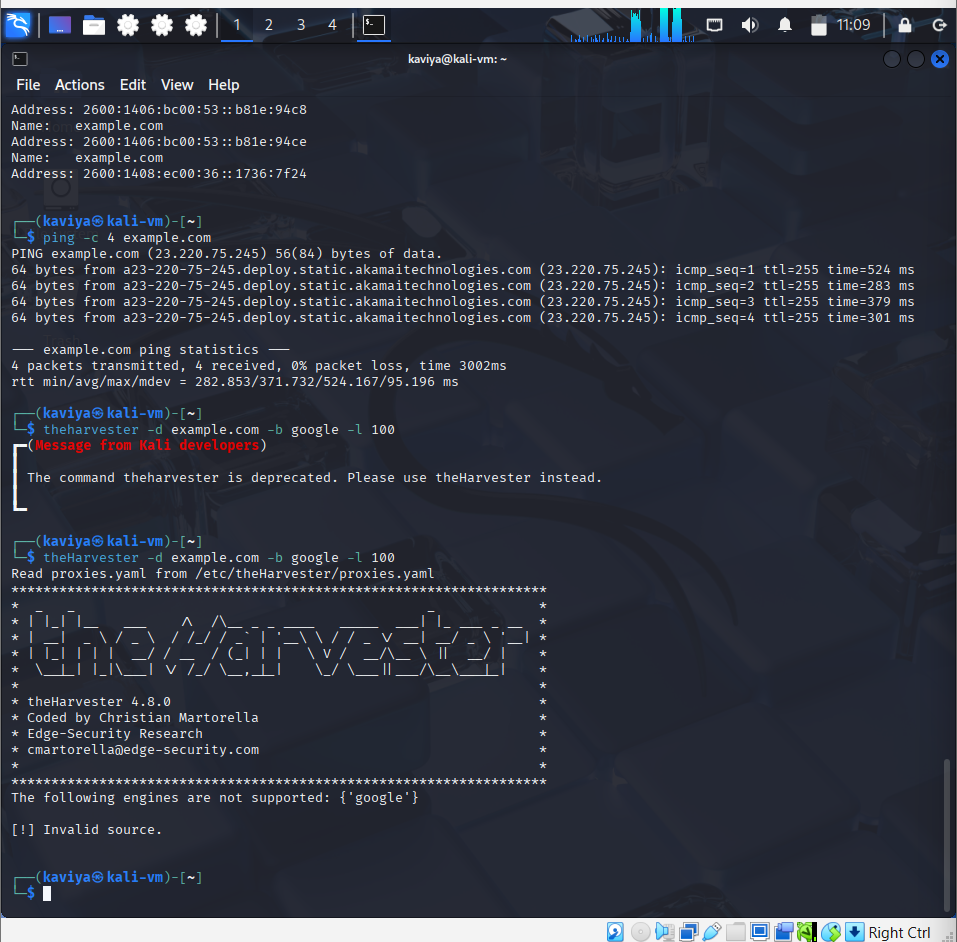 1 2 3 4 11:09
kaviya@kali-vm: ~
File Actions Edit View Help
Address: 2600:1406:bc00:53::b81e:94c8
Name: example.com
Address: 2600:1406:bc00:53::b81e:94ce
Name: example.com
Address: 2600:1408:ec00:36::1736:7f24
┌──(kaviya㉿kali-vm)-[~]
└─$ ping -c 4 example.com
PING example.com (23.220.75.245) 56(84) bytes of data.
64 bytes from a23-220-75-245.deploy.static.akamaitechnologies.com (23.220.75.245): icmp_seq=1 ttl=255 time=524 ms
64 bytes from a23-220-75-245.deploy.static.akamaitechnologies.com (23.220.75.245): icmp_seq=2 ttl=255 time=283 ms
64 bytes from a23-220-75-245.deploy.static.akamaitechnologies.com (23.220.75.245): icmp_seq=3 ttl=255 time=379 ms
64 bytes from a23-220-75-245.deploy.static.akamaitechnologies.com (23.220.75.245): icmp_seq=4 ttl=255 time=301 ms
--- example.com ping statistics ---
4 packets transmitted, 4 received, 0% packet loss, time 3002ms
rtt min/avg/max/mdev = 282.853/371.732/524.167/95.196 ms
┌──(kaviya㉿kali-vm)-[~]
└─$ theharvester -d example.com -b google -l 100
┏━(Message from Kali developers)
┃ The command theharvester is deprecated. Please use theHarvester instead.
┗━
┌──(kaviya㉿kali-vm)-[~]
└─$ theHarvester -d example.com -b google -l 100
Read proxies.yaml from /etc/theHarvester/proxies.yaml
*******************************************************************
theHarvester
* theHarvester 4.8.0 *
* Coded by Christian Martorella *
* Edge-Security Research *
* cmartorella@edge-security.com *
* *
*******************************************************************
The following engines are not supported: {'google'}
[!] Invalid source.
┌──(kaviya㉿kali-vm)-[~]
└─$
Right Ctrl